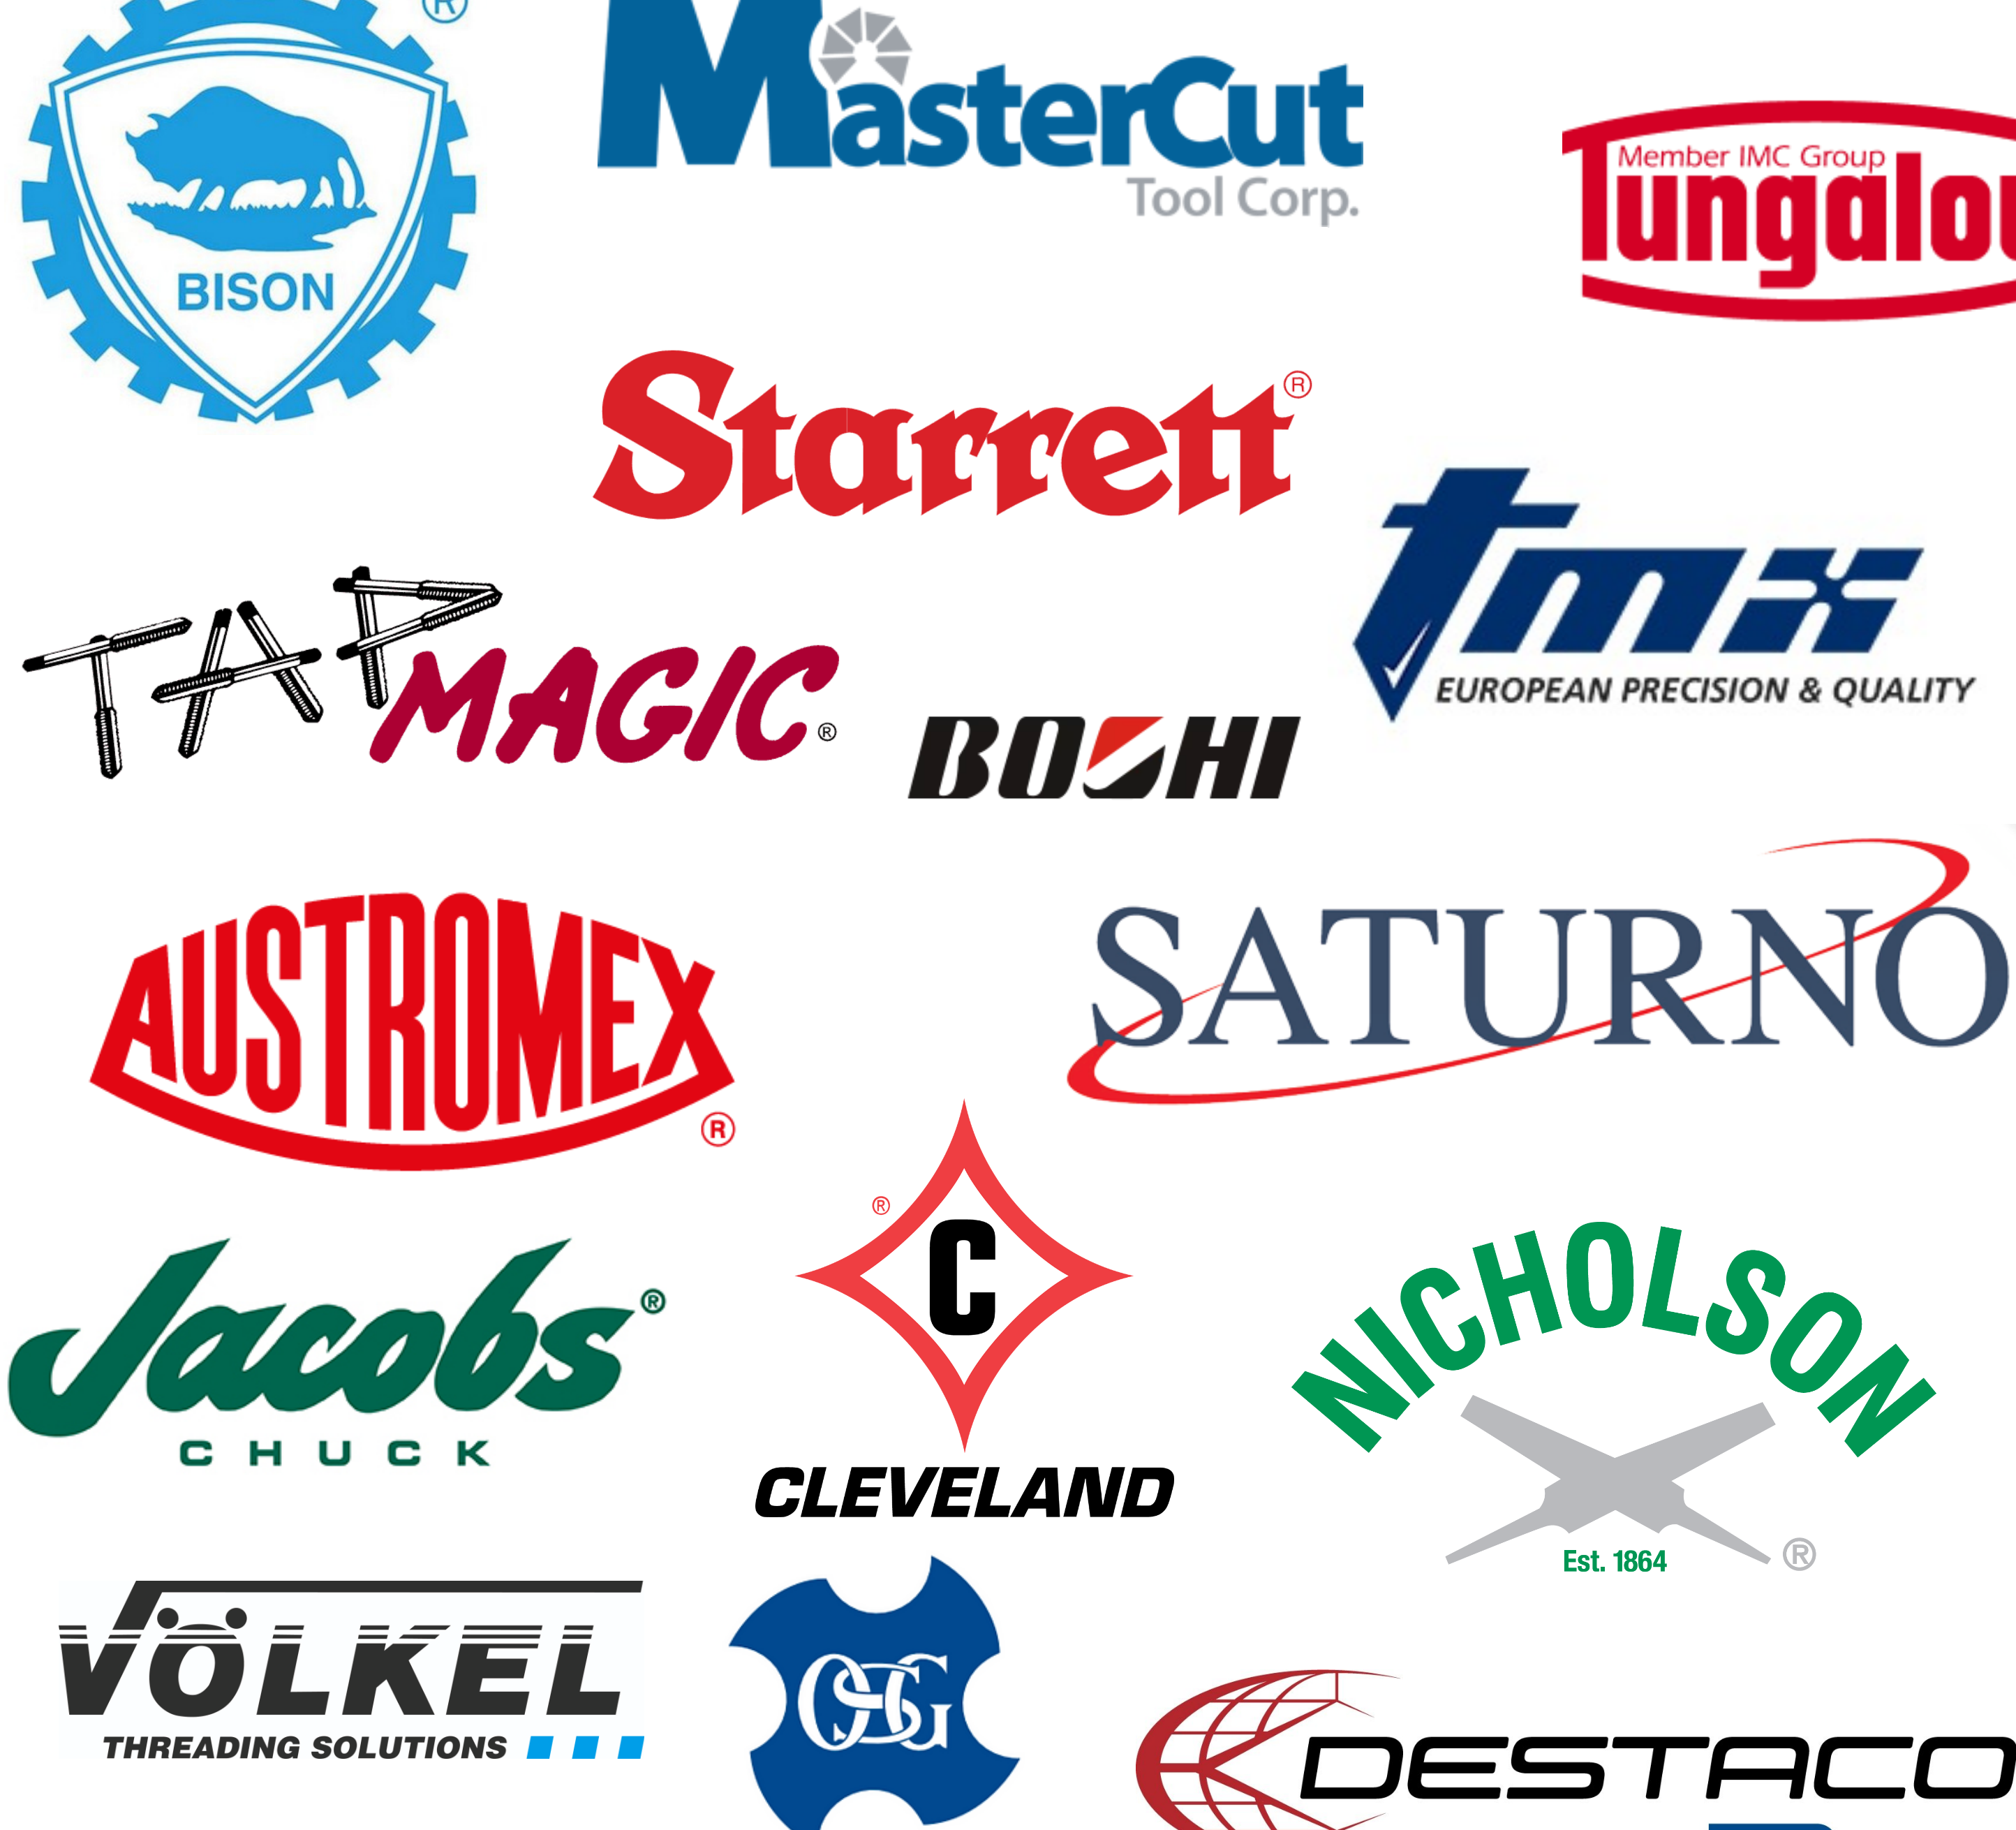 ®
BISON
MasterCut
Tool Corp.
Member IMC Group
Tungalo
Starrett®
tmx
EUROPEAN PRECISION & QUALITY
TAP
MAGIC®
BOSHI
AUSTROMEX
®
SATURNO
®
C
CLEVELAND
Jacobs®
CHUCK
NICHOLSON
Est. 1864 ®
VÖLKEL
THREADING SOLUTIONS
OSG
DESTACO